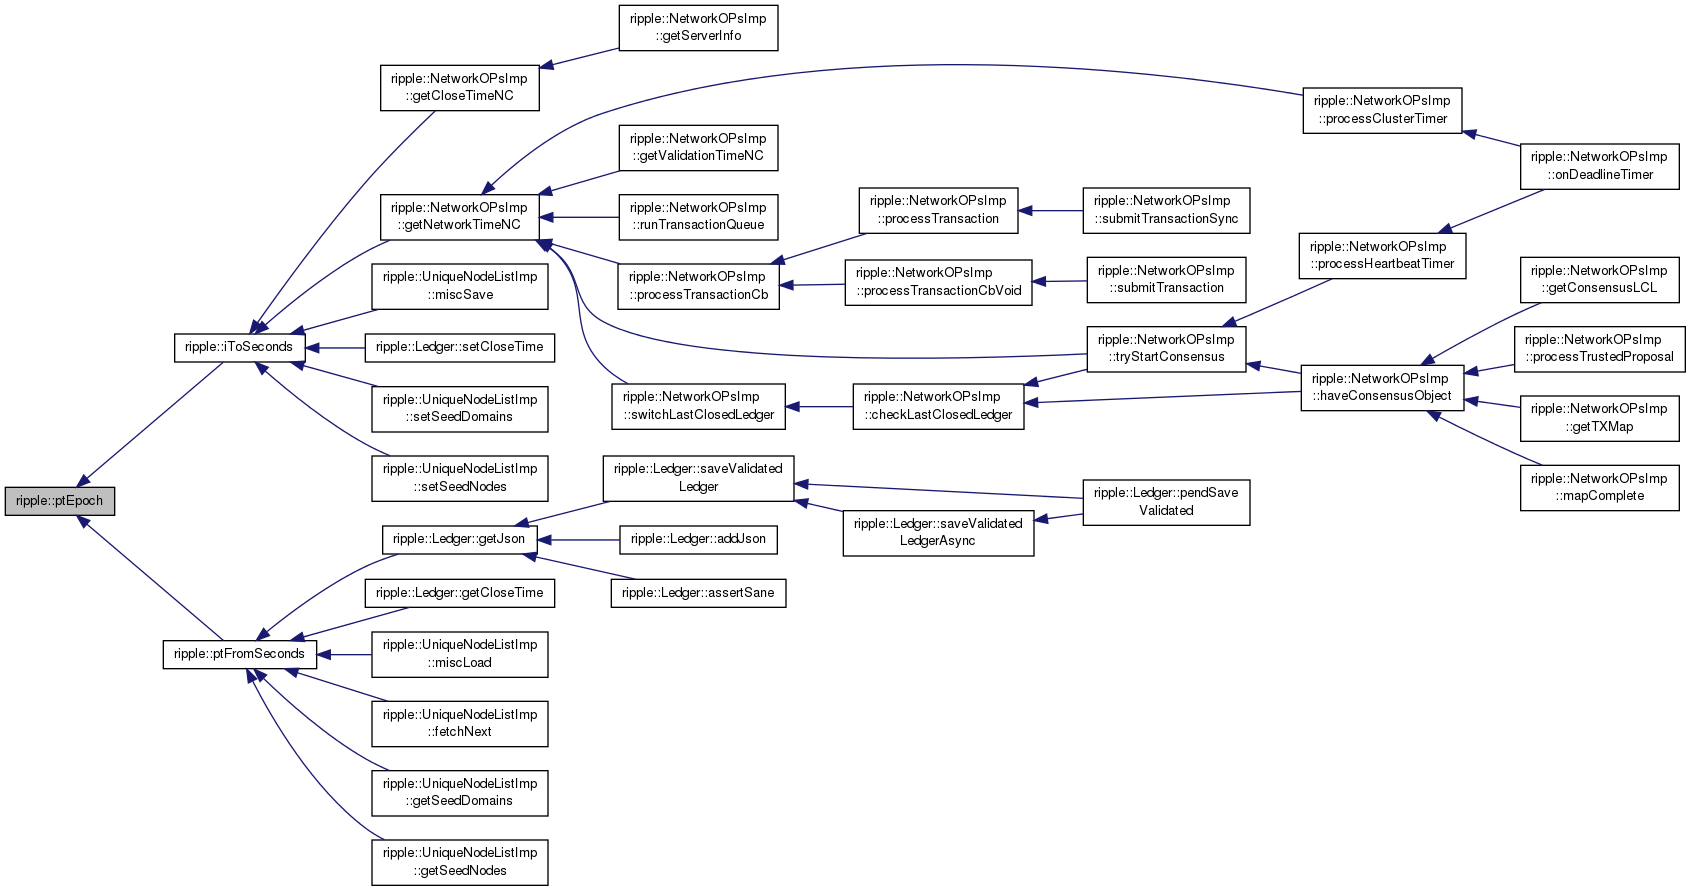 ripple::NetworkOPsImp
::getServerInfo
ripple::NetworkOPsImp
::getCloseTimeNC
ripple::NetworkOPsImp
::processClusterTimer
ripple::NetworkOPsImp
::getValidationTimeNC
ripple::NetworkOPsImp
::onDeadlineTimer
ripple::NetworkOPsImp
::getNetworkTimeNC
ripple::NetworkOPsImp
::runTransactionQueue
ripple::NetworkOPsImp
::processTransaction
ripple::NetworkOPsImp
::submitTransactionSync
ripple::NetworkOPsImp
::processHeartbeatTimer
ripple::UniqueNodeListImp
::miscSave
ripple::NetworkOPsImp
::processTransactionCb
ripple::NetworkOPsImp
::processTransactionCbVoid
ripple::NetworkOPsImp
::submitTransaction
ripple::NetworkOPsImp
::getConsensusLCL
ripple::iToSeconds
ripple::Ledger::setCloseTime
ripple::NetworkOPsImp
::tryStartConsensus
ripple::NetworkOPsImp
::processTrustedProposal
ripple::UniqueNodeListImp
::setSeedDomains
ripple::NetworkOPsImp
::switchLastClosedLedger
ripple::NetworkOPsImp
::checkLastClosedLedger
ripple::NetworkOPsImp
::haveConsensusObject
ripple::NetworkOPsImp
::getTXMap
ripple::UniqueNodeListImp
::setSeedNodes
ripple::Ledger::saveValidated
Ledger
ripple::NetworkOPsImp
::mapComplete
ripple::ptEpoch
ripple::Ledger::pendSave
Validated
ripple::Ledger::getJson
ripple::Ledger::addJson
ripple::Ledger::saveValidated
LedgerAsync
ripple::Ledger::getCloseTime
ripple::Ledger::assertSane
ripple::ptFromSeconds
ripple::UniqueNodeListImp
::miscLoad
ripple::UniqueNodeListImp
::fetchNext
ripple::UniqueNodeListImp
::getSeedDomains
ripple::UniqueNodeListImp
::getSeedNodes